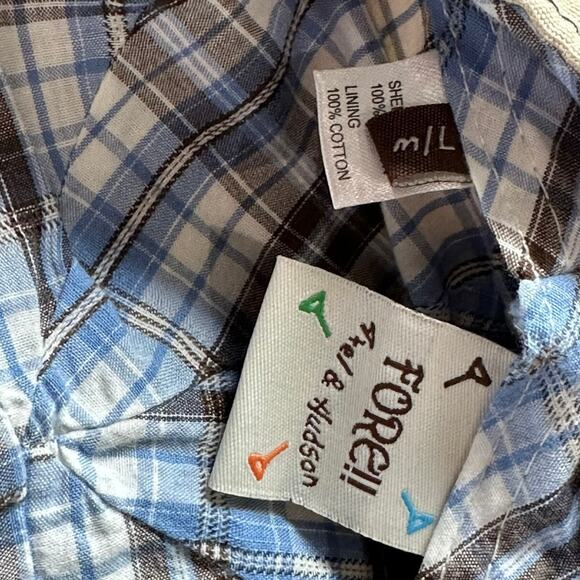 SHE
100%
LINING
100% COTTON
m/L
FORE!!
Axel & Hudson